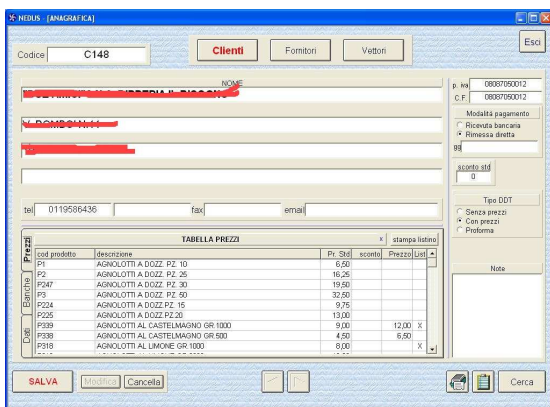 NEDUS - [ANAGRAFICA]
Codice C148 Clienti Fornitori Vettori Esci
NOME
p. iva 08087050012
C.F. 08087050012
Modalità pagamento
Ricevuta bancaria
Rimessa diretta
gg
sconto std
0
tel 0119586436 fax email
Tipo DDT
Senza prezzi
Con prezzi
Proforma
Note
Prezzi
Banche
Dati
TABELLA PREZZI x stampa listino
cod prodotto descrizione Pr. Std sconto Prezzo List
P1 AGNOLOTTI A DOZZ. PZ. 10 6,50
P2 AGNOLOTTI A DOZZ. PZ. 25 16,25
P247 AGNOLOTTI A DOZZ. PZ. 30 19,50
P3 AGNOLOTTI A DOZZ. PZ. 50 32,50
P224 AGNOLOTTI A DOZZ.PZ. 15 9,75
P225 AGNOLOTTI A DOZZ.PZ.20 13,00
P339 AGNOLOTTI AL CASTELMAGNO GR.1000 9,00 12,00 X
P338 AGNOLOTTI AL CASTELMAGNO GR.500 4,50 6,50
P318 AGNOLOTTI AL LIMONE GR.1000 8,00 X
SALVA Modifica Cancella Cerca